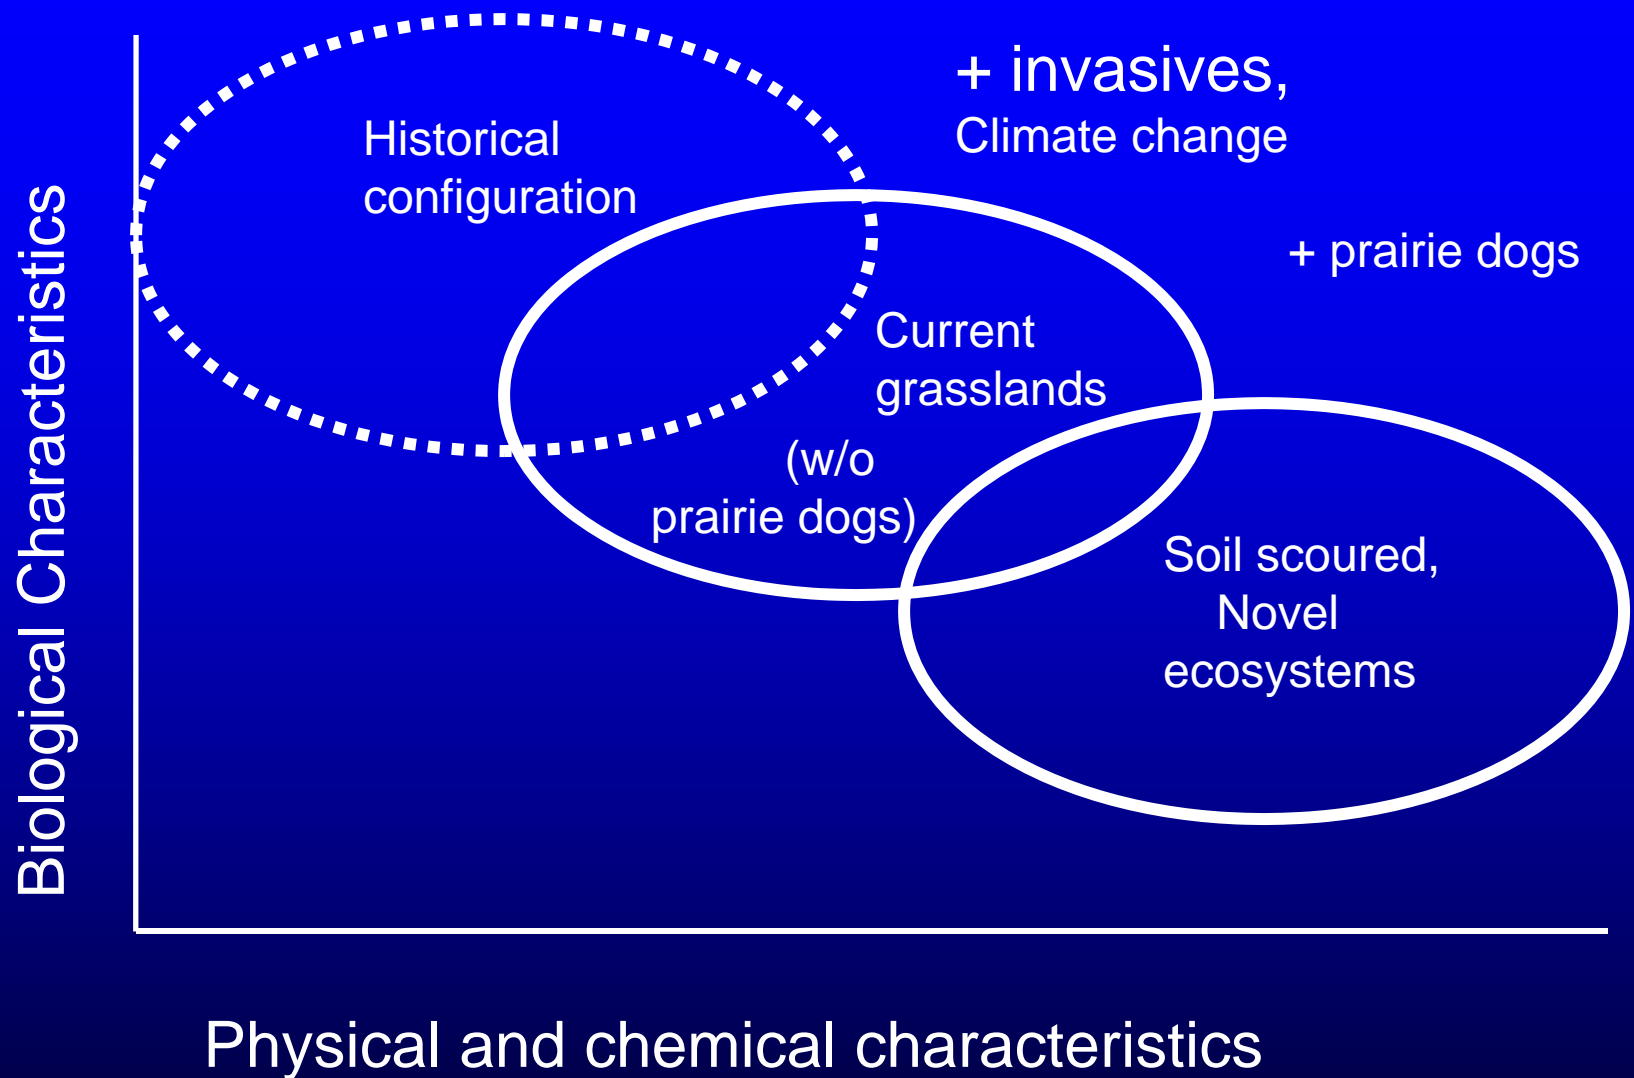 + invasives,
Climate change
Historical
configuration
+ prairie dogs
Current
grasslands
(w/o
prairie dogs)
Soil scoured,
Novel
ecosystems
Biological Characteristics
Physical and chemical characteristics